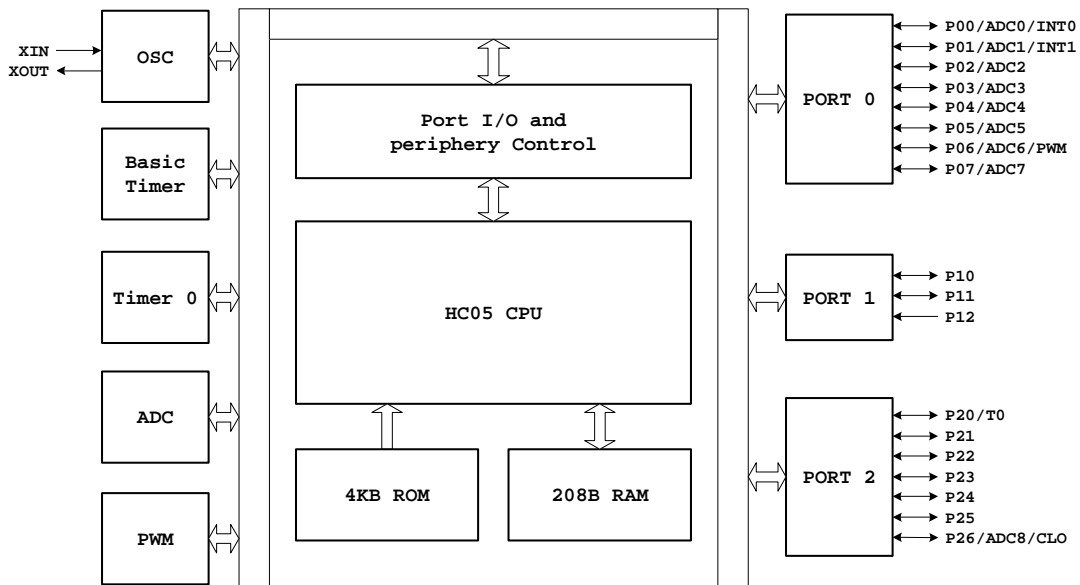 XIN
XOUT
OSC
Basic
Timer
Timer 0
ADC
PWM
Port I/O and
periphery Control
HC05 CPU
4KB ROM
208B RAM
PORT 0
P00/ADC0/INT0
P01/ADC1/INT1
P02/ADC2
P03/ADC3
P04/ADC4
P05/ADC5
P06/ADC6/PWM
P07/ADC7
PORT 1
P10
P11
P12
PORT 2
P20/T0
P21
P22
P23
P24
P25
P26/ADC8/CLO